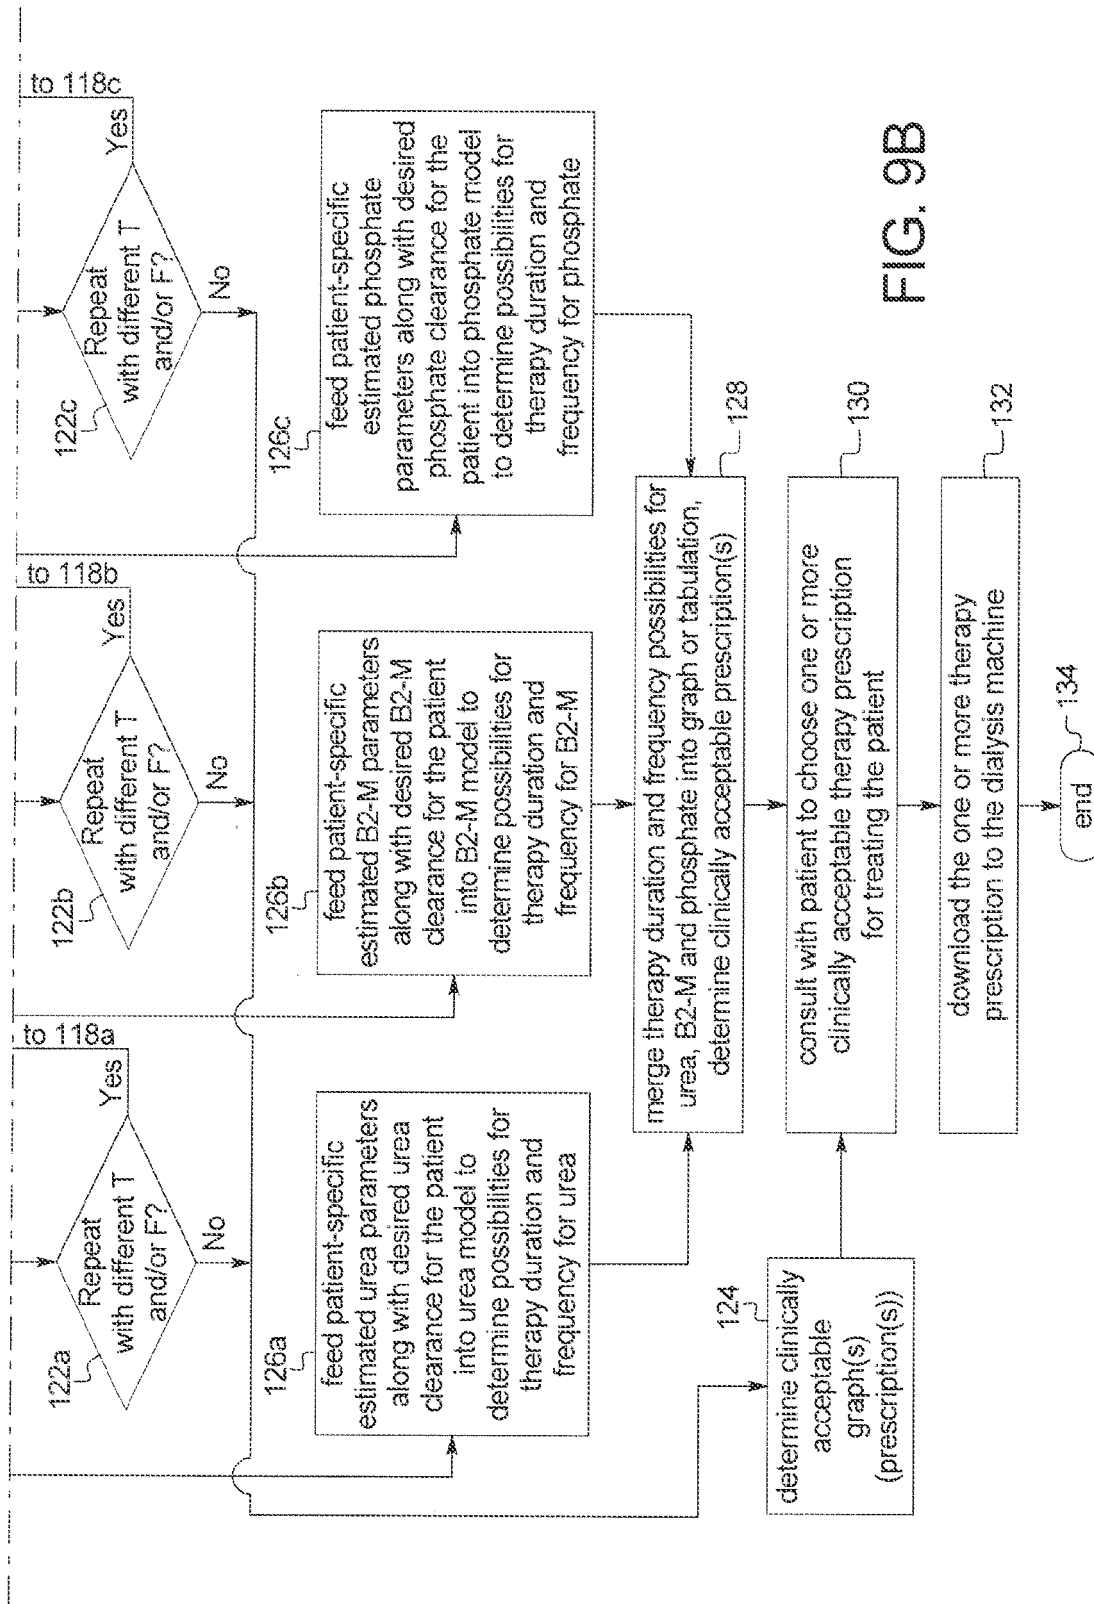 to 118a
Yes
Repeat
with different T
and/or F?
122a
No
to 118b
Yes
Repeat
with different T
and/or F?
122b
No
to 118c
Yes
Repeat
with different T
and/or F?
122c
No
126a
feed patient-specific
estimated urea parameters
along with desired urea
clearance for the patient
into urea model to
determine possibilities for
therapy duration and
frequency for urea
126b
feed patient-specific
estimated B2-M parameters
along with desired B2-M
clearance for the patient
into B2-M model to
determine possibilities for
therapy duration and
frequency for B2-M
126c
feed patient-specific
estimated phosphate
parameters along with desired
phosphate clearance for the
patient into phosphate model
to determine possibilities for
therapy duration and
frequency for phosphate
merge therapy duration and frequency possibilities for
urea, B2-M and phosphate into graph or tabulation,
determine clinically acceptable prescription(s)
128
124
determine clinically
acceptable
graph(s)
(prescription(s))
consult with patient to choose one or more
clinically acceptable therapy prescription
for treating the patient
130
download the one or more therapy
prescription to the dialysis machine
132
end
134
FIG. 9B